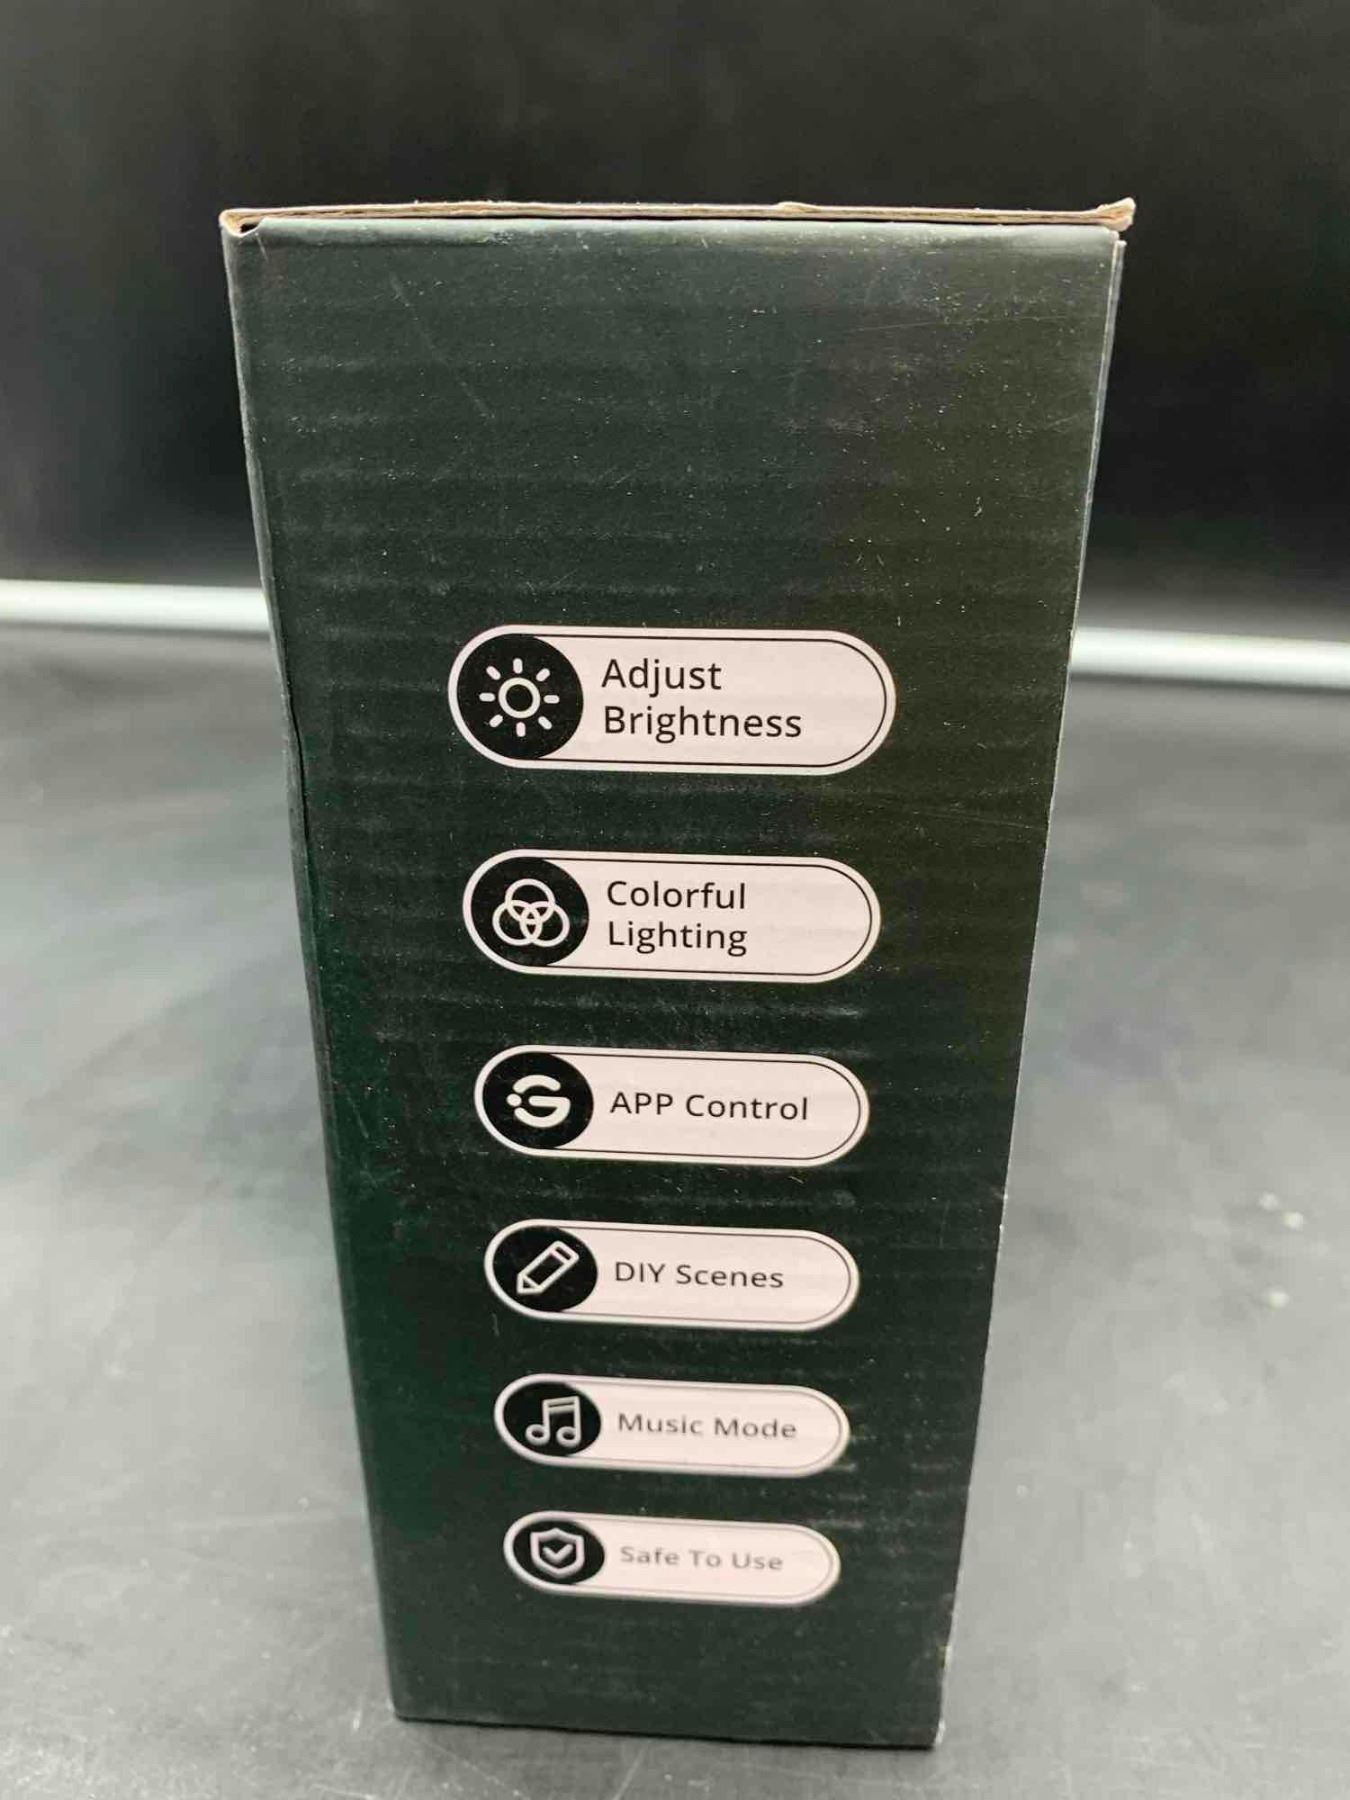 Adjust
Brightness
Colorful
Lighting
APP Control
DIY Scenes
Music Mode
Safe To Use